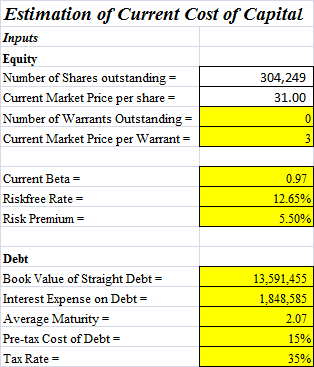 Estimation of Current Cost of Capital
Inputs
Equity
Number of Shares outstanding = 304,249
Current Market Price per share = 31.00
Number of Warrants Outstanding = 0
Current Market Price per Warrant = 3
Current Beta = 0.97
Riskfree Rate = 12.65%
Risk Premium = 5.50%
Debt
Book Value of Straight Debt = 13,591,455
Interest Expense on Debt = 1,848,585
Average Maturity = 2.07
Pre-tax Cost of Debt = 15%
Tax Rate = 35%